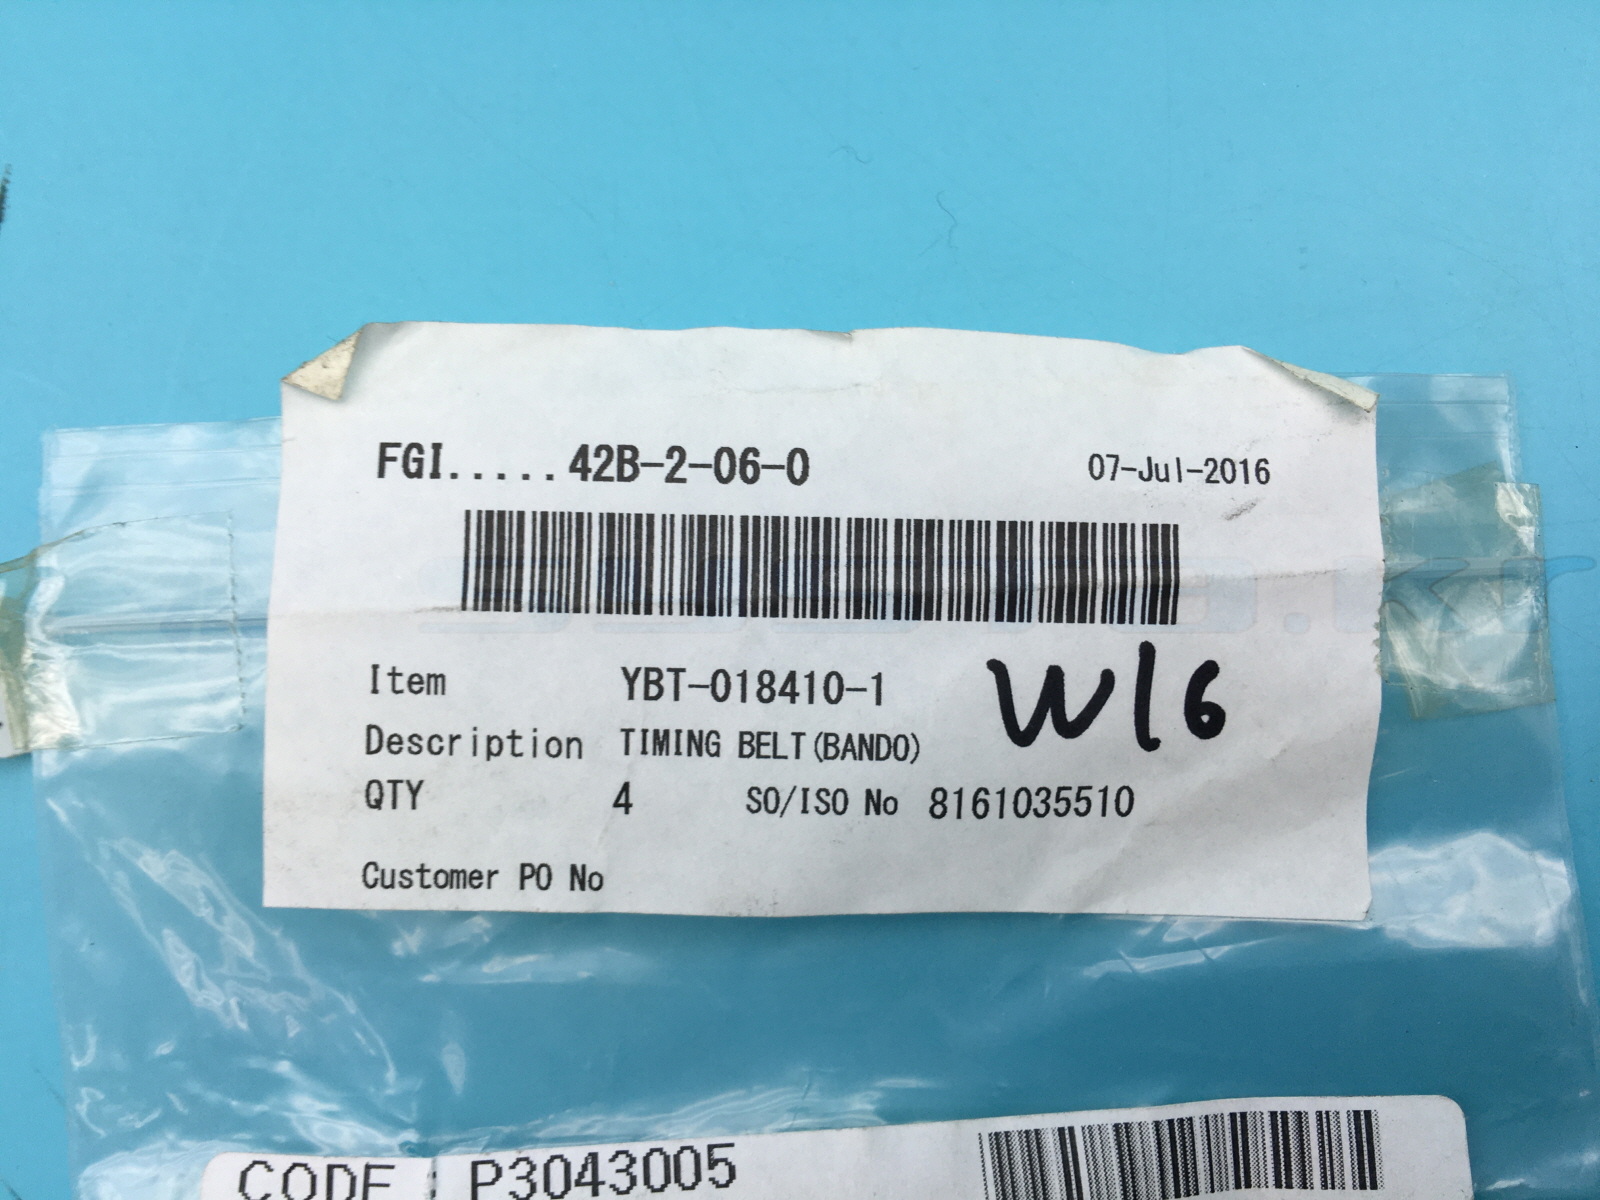 FGI.....42B-2-06-0
07-Jul-2016
Item YBT-018410-1
W16
Description TIMING BELT(BANDO)
QTY 4 SO/ISO No 8161035510
Customer PO No
CODE : P3043005